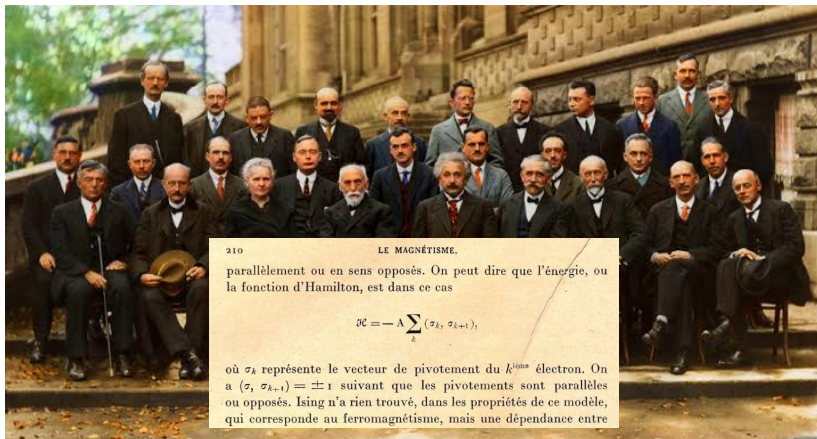 210 LE MAGNÉTISME.
parallèlement ou en sens opposés. On peut dire que l'énergie, ou
la fonction d'Hamilton, est dans ce cas
ℋ = — A ∑ₖ (σₖ, σₖ₊₁),
où σₖ représente le vecteur de pivotement du kⁱᵉᵐᵉ électron. On
a (σ, σₖ₊₁) = ± 1 suivant que les pivotements sont parallèles
ou opposés. Ising n'a rien trouvé, dans les propriétés de ce modèle,
qui corresponde au ferromagnétisme, mais une dépendance entre